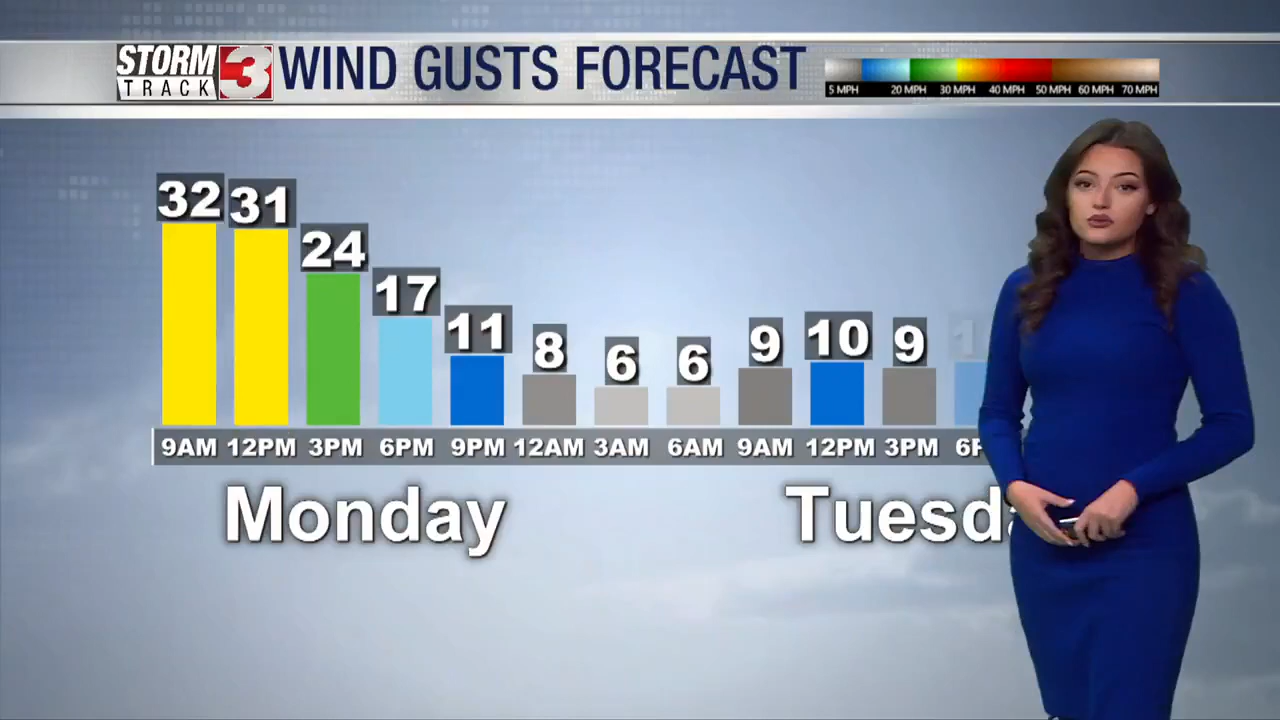 STORM
TRACK
3
WIND GUSTS FORECAST
5 MPH 20 MPH 30 MPH 40 MPH 50 MPH 60 MPH 70 MPH
32 31 24 17 11 8 6 6 9 10 9
9AM 12PM 3PM 6PM 9PM 12AM 3AM 6AM 9AM 12PM 3PM
Monday